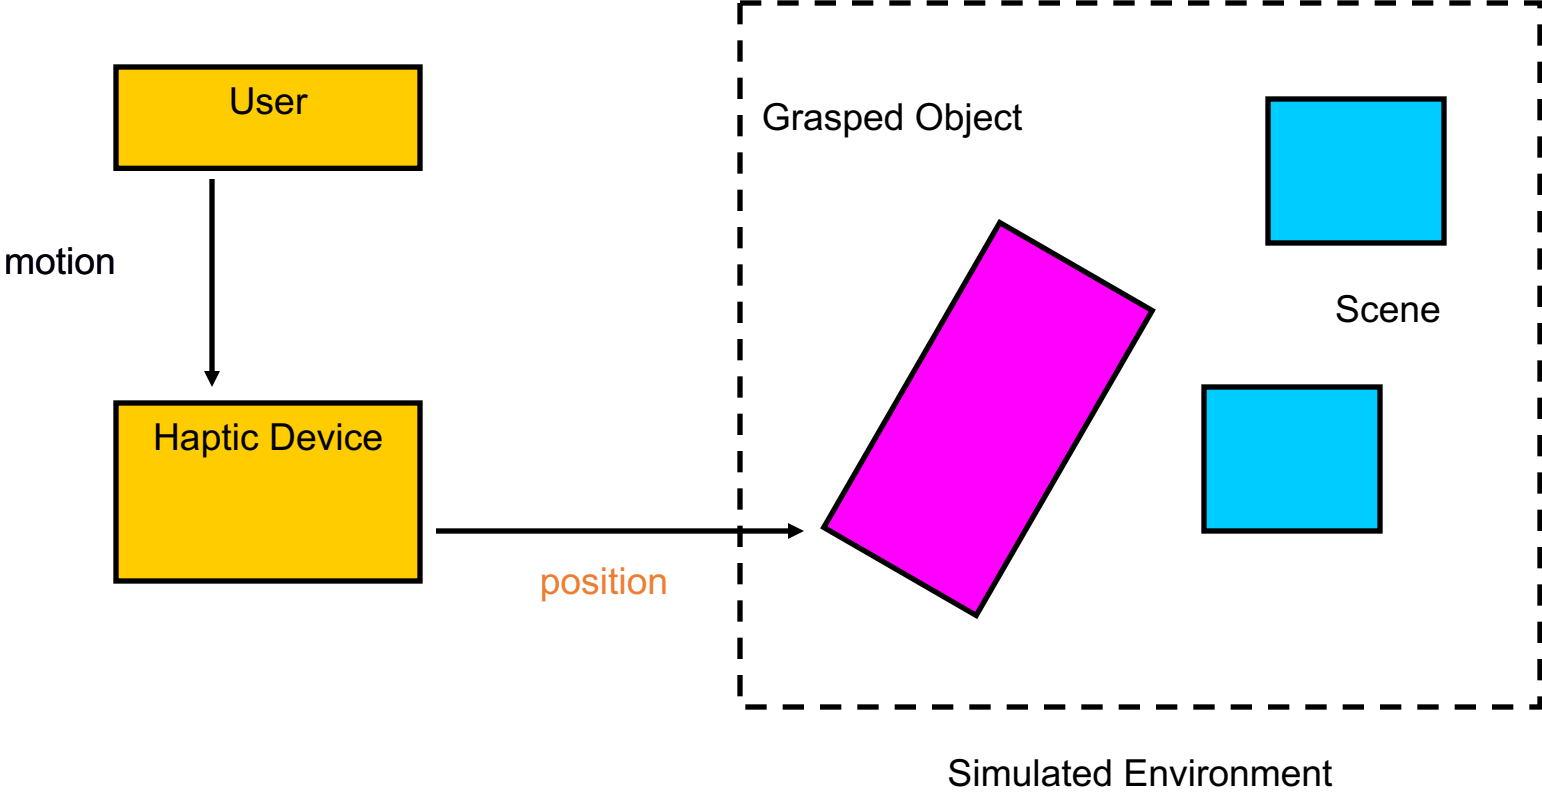 User
Grasped Object
motion
Scene
Haptic Device
position
Simulated Environment